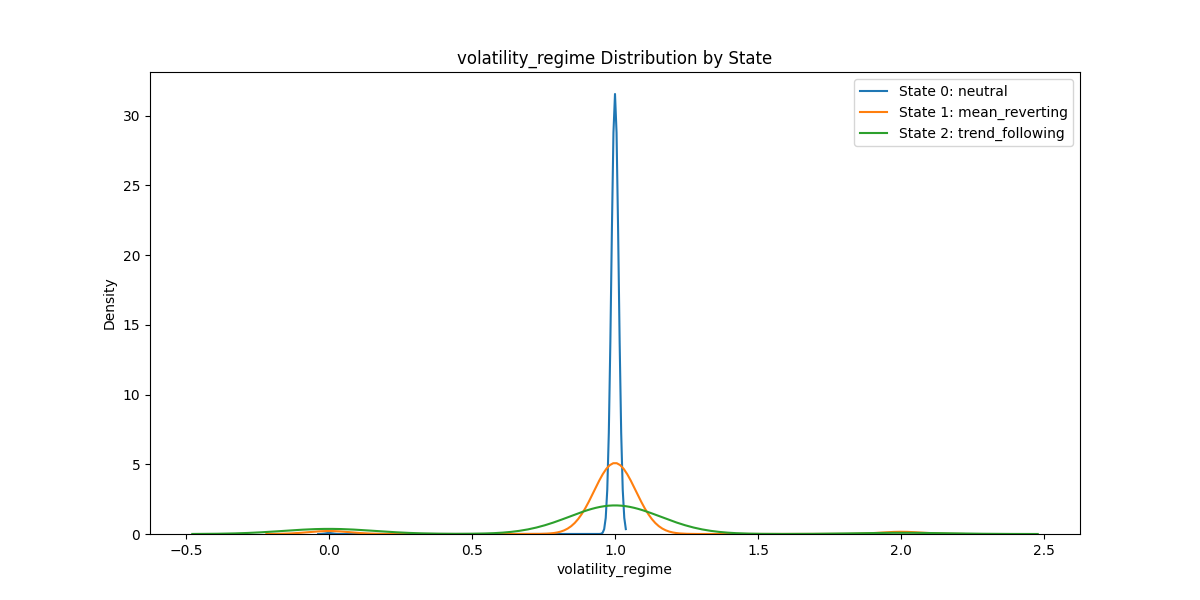 volatility_regime Distribution by State
State 0: neutral
State 1: mean_reverting
State 2: trend_following
Density
30
25
20
15
10
5
0
−0.5 0.0 0.5 1.0 1.5 2.0 2.5
volatility_regime